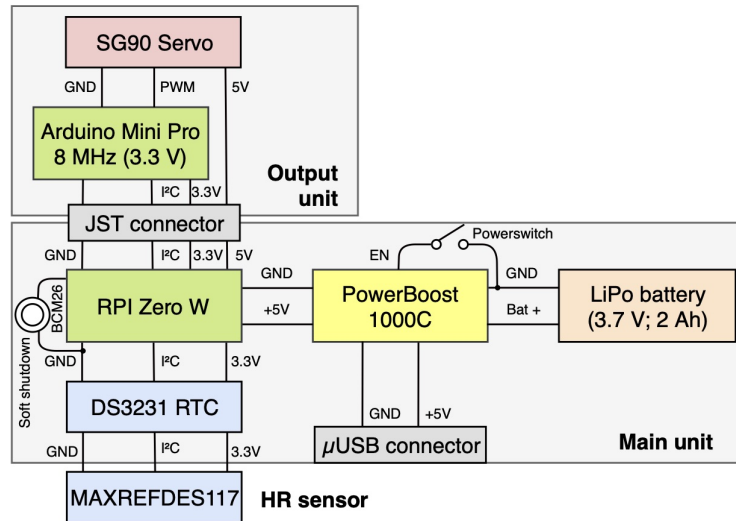 SG90 Servo
GND
PWM
5V
Arduino Mini Pro
8 MHz (3.3 V)
Output
unit
I²C
3.3V
JST connector
GND
I²C
3.3V
5V
Powerswitch
EN
RPI Zero W
GND
+5V
PowerBoost
1000C
GND
Bat +
LiPo battery
(3.7 V; 2 Ah)
BCM26
GND
Soft shutdown
I²C
3.3V
DS3231 RTC
GND
+5V
µUSB connector
Main unit
GND
I²C
3.3V
MAXREFDES117
HR sensor